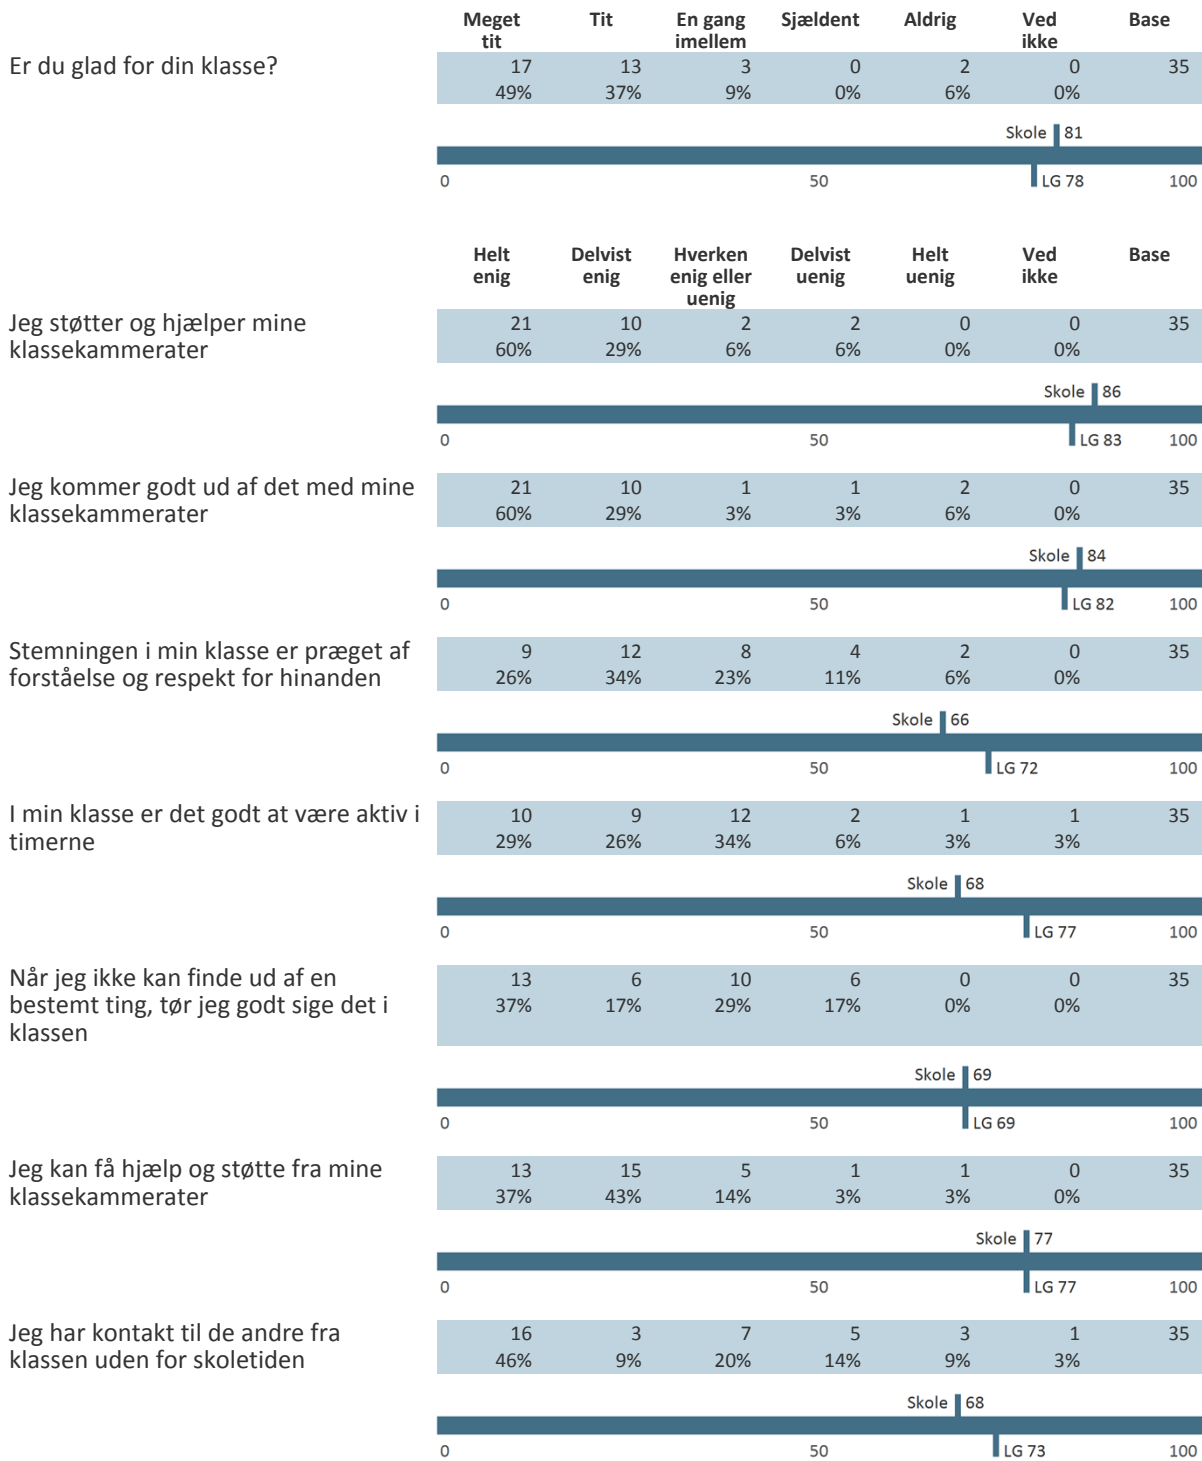 Meget tit Tit En gang imellem Sjældent Aldrig Ved ikke Base
Er du glad for din klasse?
17 13 3 0 2 0 35
49% 37% 9% 0% 6% 0%
Skole 81
0 50 LG 78 100
Helt enig Delvist enig Hverken enig eller uenig Delvist uenig Helt uenig Ved ikke Base
Jeg støtter og hjælper mine
klassekammerater
21 10 2 2 0 0 35
60% 29% 6% 6% 0% 0%
Skole 86
0 50 LG 83 100
Jeg kommer godt ud af det med mine
klassekammerater
21 10 1 1 2 0 35
60% 29% 3% 3% 6% 0%
Skole 84
0 50 LG 82 100
Stemningen i min klasse er præget af
forståelse og respekt for hinanden
9 12 8 4 2 0 35
26% 34% 23% 11% 6% 0%
Skole 66
0 50 LG 72 100
I min klasse er det godt at være aktiv i
timerne
10 9 12 2 1 1 35
29% 26% 34% 6% 3% 3%
Skole 68
0 50 LG 77 100
Når jeg ikke kan finde ud af en
bestemt ting, tør jeg godt sige det i
klassen
13 6 10 6 0 0 35
37% 17% 29% 17% 0% 0%
Skole 69
0 50 LG 69 100
Jeg kan få hjælp og støtte fra mine
klassekammerater
13 15 5 1 1 0 35
37% 43% 14% 3% 3% 0%
Skole 77
0 50 LG 77 100
Jeg har kontakt til de andre fra
klassen uden for skoletiden
16 3 7 5 3 1 35
46% 9% 20% 14% 9% 3%
Skole 68
0 50 LG 73 100